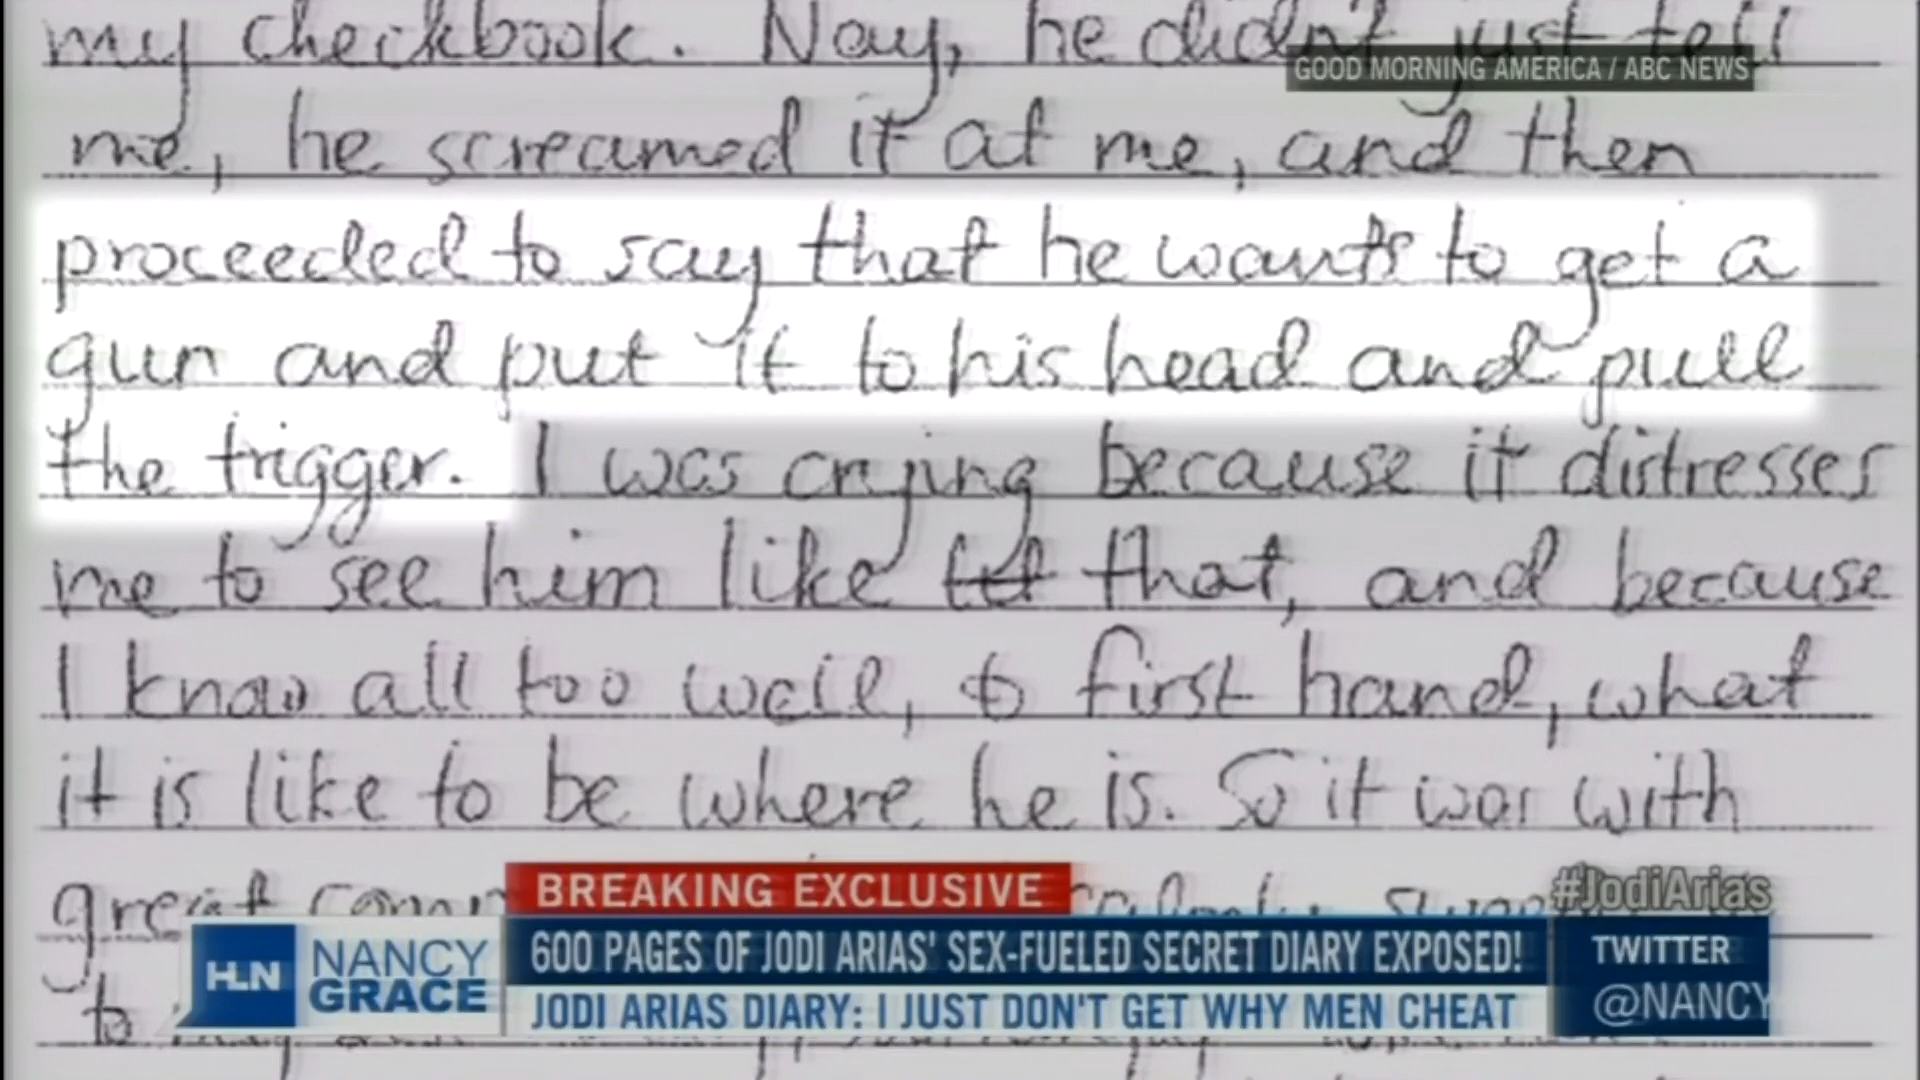 my checkbook. Nay, he didn't just tell
GOOD MORNING AMERICA / ABC NEWS
me, he screamed it at me, and then
proceeded to say that he wants to get a
gun and put it to his head and pull
the trigger. I was crying because it distresses
me to see him like that, and because
I know all too well, first hand, what
it is like to be where he is. So it was with
great
BREAKING EXCLUSIVE
#JodiArias
HLN NANCY GRACE
600 PAGES OF JODI ARIAS' SEX-FUELED SECRET DIARY EXPOSED!
JODI ARIAS DIARY: I JUST DON'T GET WHY MEN CHEAT
TWITTER
@NANCY
to